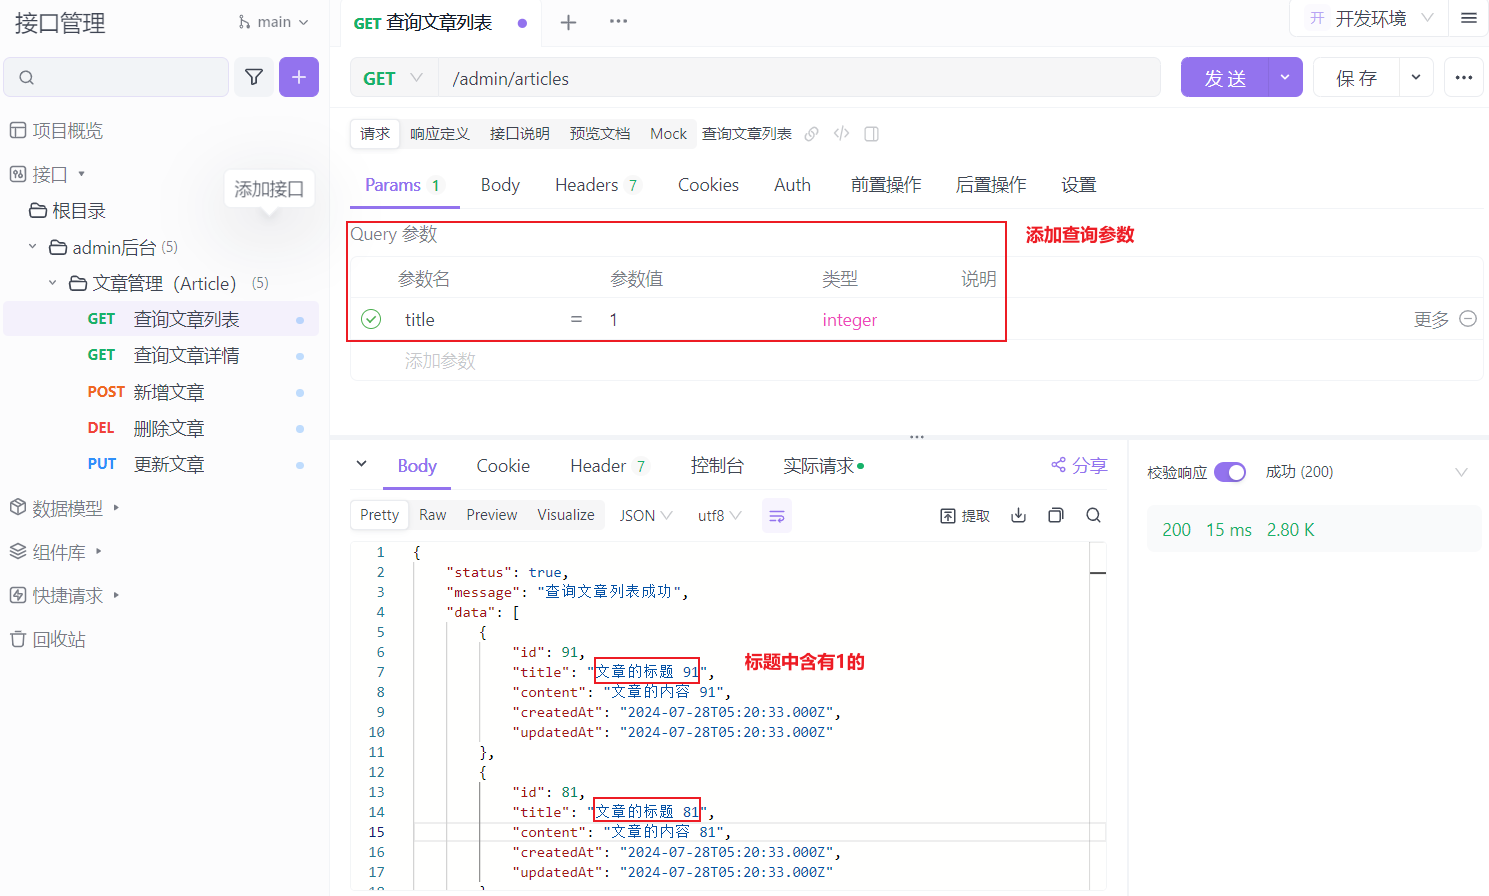 接口管理
main
GET 查询文章列表
开 开发环境
GET
/admin/articles
发送
保存
项目概览
接口
添加接口
根目录
admin后台 (5)
文章管理（Article） (5)
GET 查询文章列表
GET 查询文章详情
POST 新增文章
DEL 删除文章
PUT 更新文章
数据模型
组件库
快捷请求
回收站
请求 响应定义 接口说明 预览文档 Mock 查询文章列表
Params 1 Body Headers 7 Cookies Auth 前置操作 后置操作 设置
Query 参数
添加查询参数
参数名 参数值 类型 说明
title = 1 integer
更多
添加参数
Body Cookie Header 7 控制台 实际请求
分享
校验响应 成功 (200)
Pretty Raw Preview Visualize JSON utf8
提取
200 15 ms 2.80 K
1 {
2 "status": true,
3 "message": "查询文章列表成功",
4 "data": [
5 {
6 "id": 91,
7 "title": "文章的标题 91",
标题中含有1的
8 "content": "文章的内容 91",
9 "createdAt": "2024-07-28T05:20:33.000Z",
10 "updatedAt": "2024-07-28T05:20:33.000Z"
11 },
12 {
13 "id": 81,
14 "title": "文章的标题 81",
15 "content": "文章的内容 81",
16 "createdAt": "2024-07-28T05:20:33.000Z",
17 "updatedAt": "2024-07-28T05:20:33.000Z"